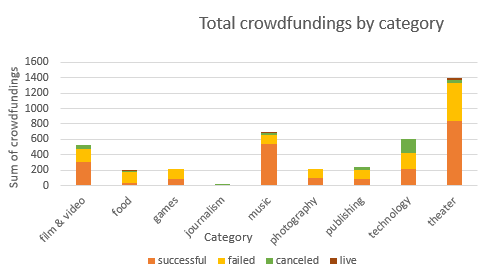 Total crowdfundings by category
Sum of crowdfundings
1600
1400
1200
1000
800
600
400
200
0
film & video
food
games
journalism
music
photography
publishing
technology
theater
Category
successful failed canceled live